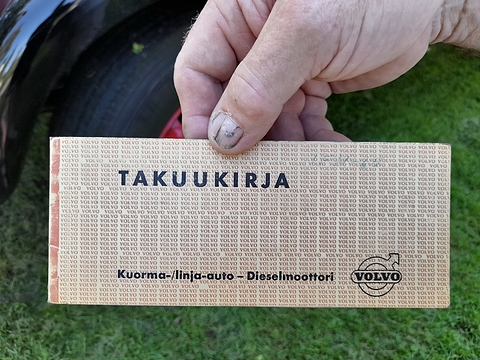 TAKUUKIRJA
Kuorma-/linja-auto – Dieselmoottori
VOLVO